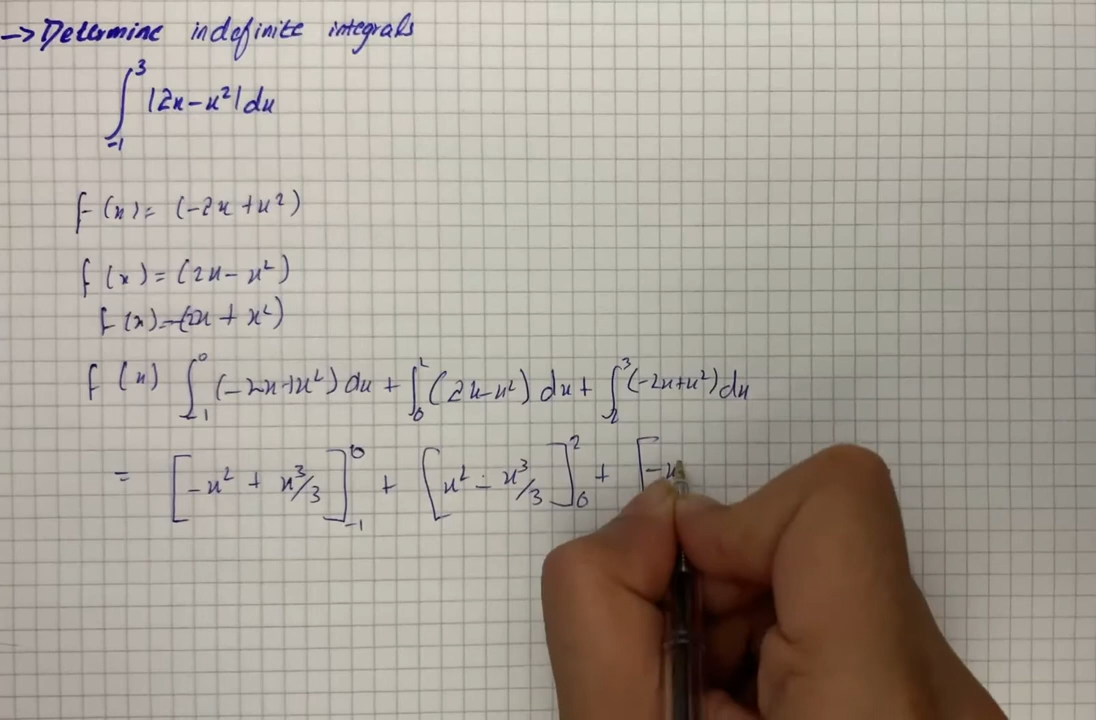 → Determine indefinite integrals
∫₋₁³ |2x-x²|dx
f(x)= (-2x+x²)
f(x)=(2x-x²)
f(x)=(2x+x²)
f(x) ∫₋₁⁰ (-2x+x²) dx + ∫₀² (2x-x²) dx + ∫₂³ (-2x+x²) dx
= [-x² + x³/3]₋₁⁰ + [x² - x³/3]₀² + [-x